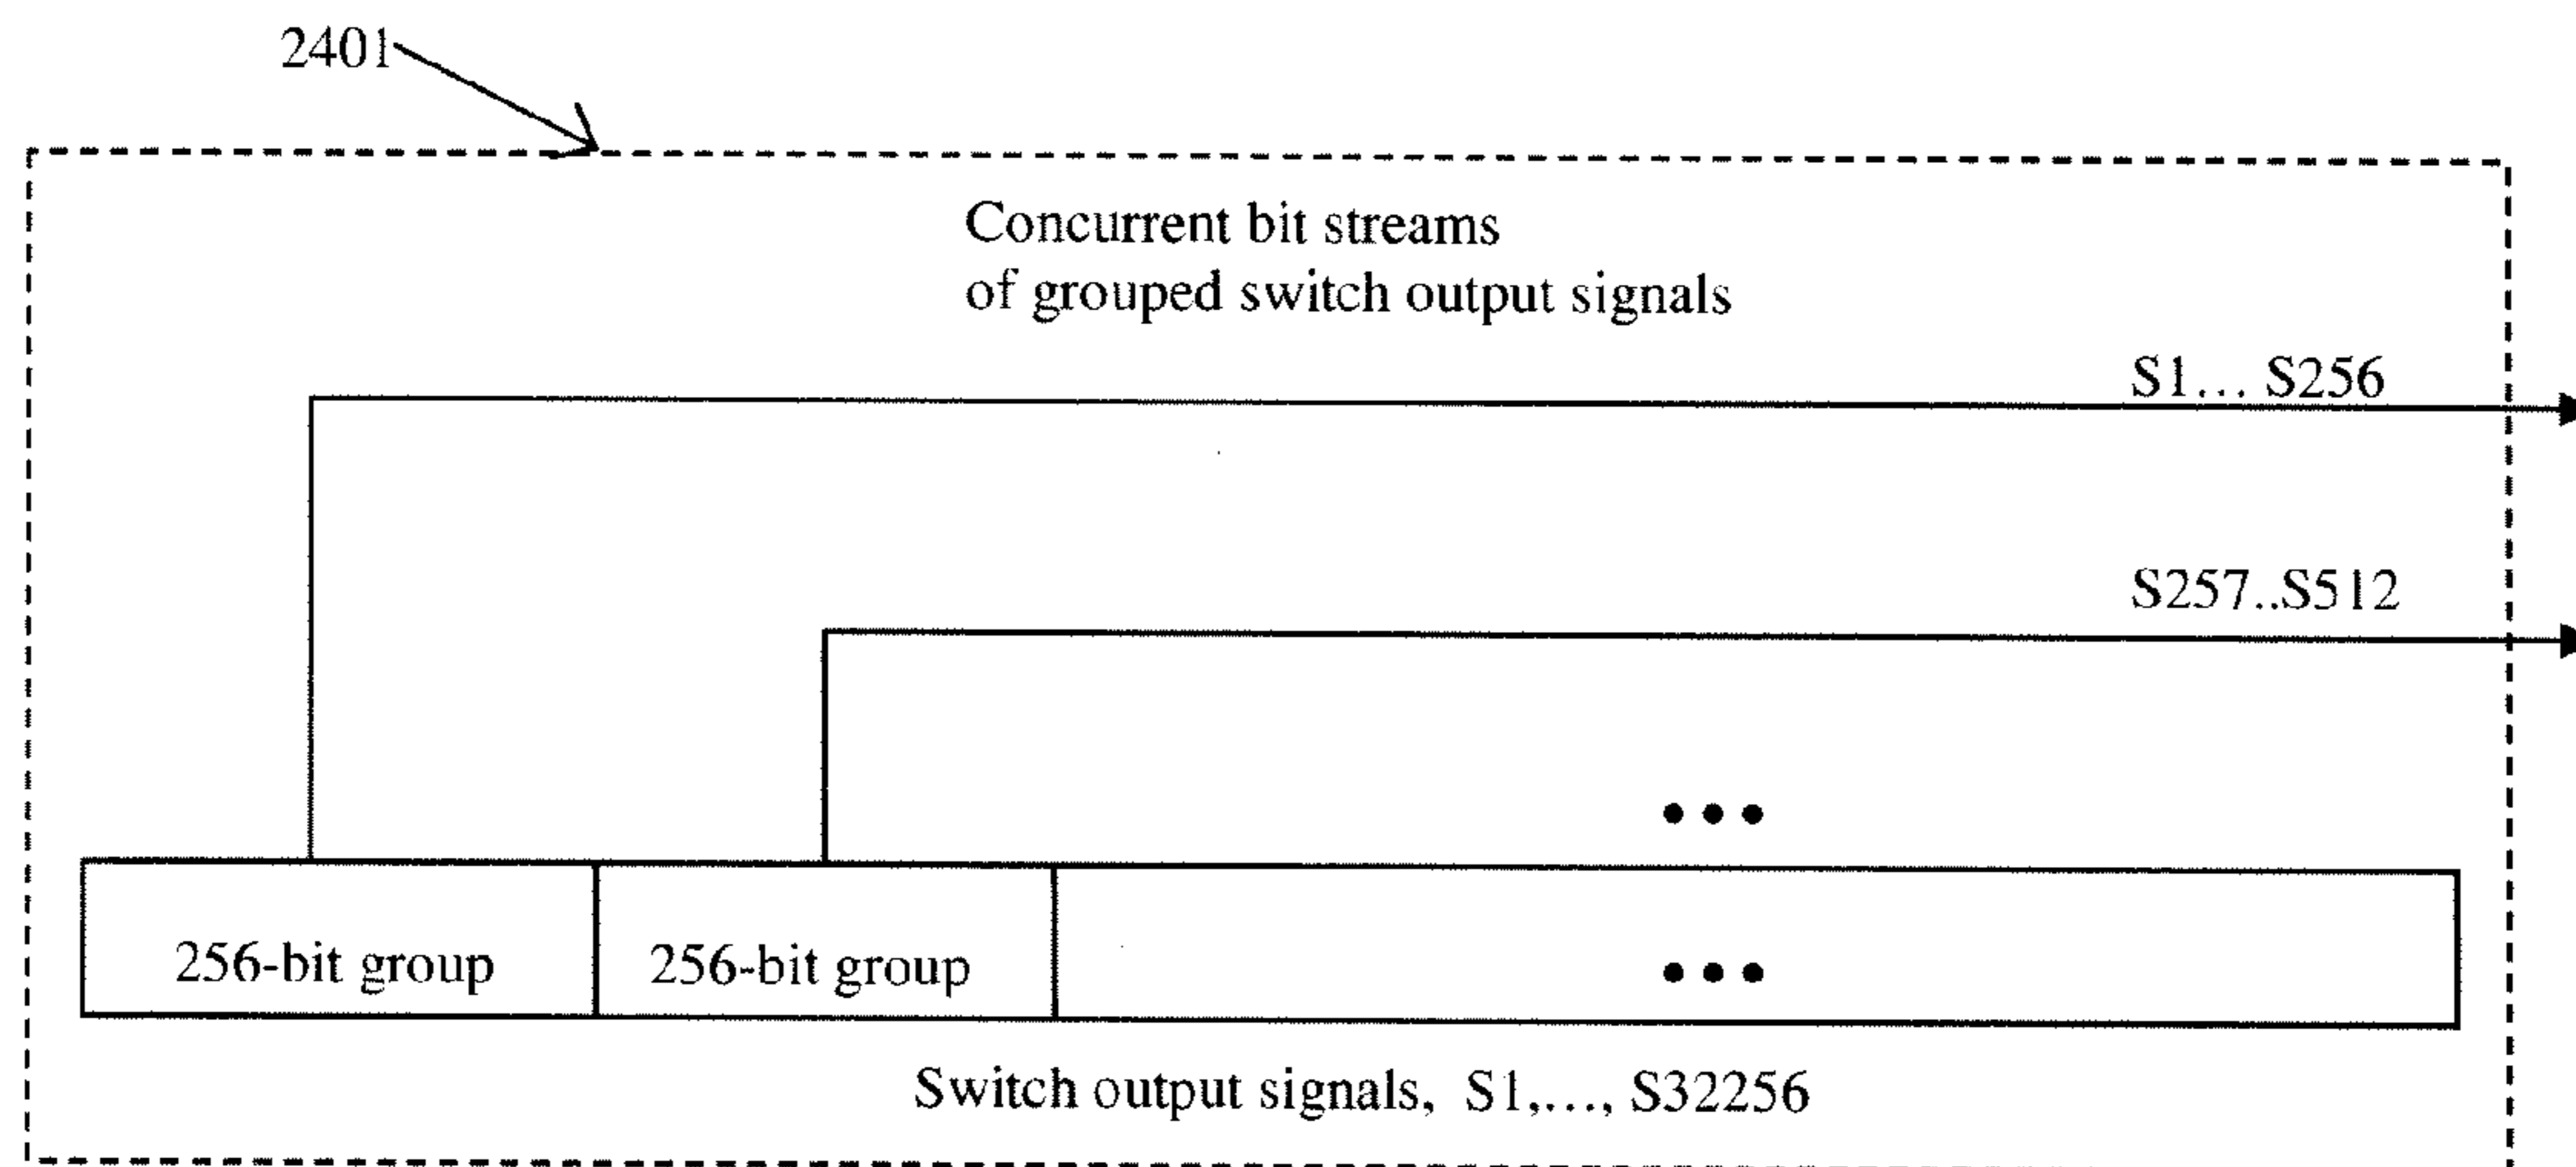 2401
Concurrent bit streams
of grouped switch output signals
S1... S256
S257..S512
•••
256-bit group 256-bit group •••
Switch output signals, S1,..., S32256